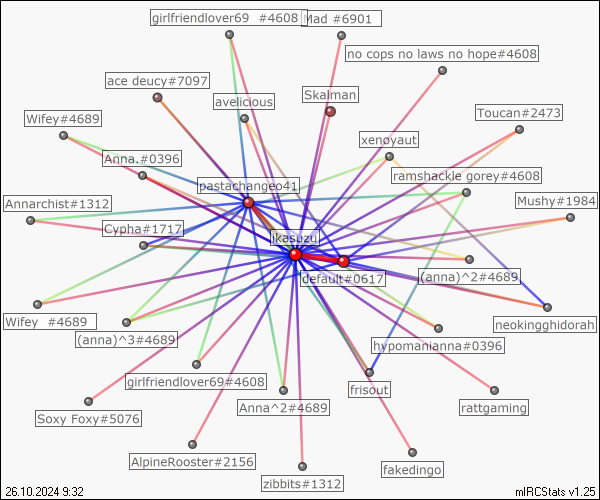 girlfriendlover69 #4608
Mad #6901
no cops no laws no hope#4608
ace deucy#7097
Skalman
avelicious
Toucan#2473
Wifey#4689
xenoyaut
Anna.#0396
ramshackle gorey#4608
pastachangeo41
Annarchist#1312
Mushy#1984
Cypha#1717
ikasuzu
default#0617
(anna)^2#4689
Wifey #4689
neokingghidorah
(anna)^3#4689
hypomanianna#0396
girlfriendlover69#4608
frisout
Anna^2#4689
rattgaming
Soxy Foxy#5076
AlpineRooster#2156
fakedingo
zibbits#1312
26.10.2024 9:32
mIRCStats v1.25